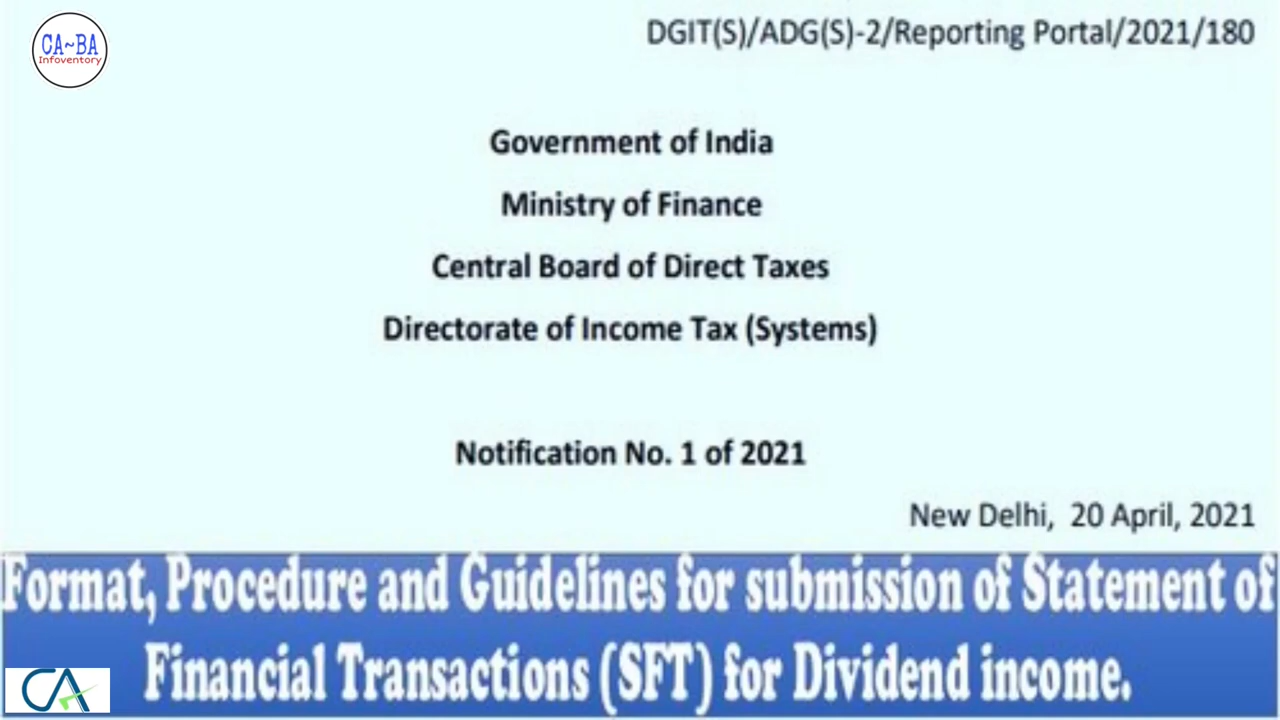 CA~BA
Infoventory
DGIT(S)/ADG(S)-2/Reporting Portal/2021/180
Government of India
Ministry of Finance
Central Board of Direct Taxes
Directorate of Income Tax (Systems)
Notification No. 1 of 2021
New Delhi, 20 April, 2021
Format, Procedure and Guidelines for submission of Statement of
Financial Transactions (SFT) for Dividend income.
CA